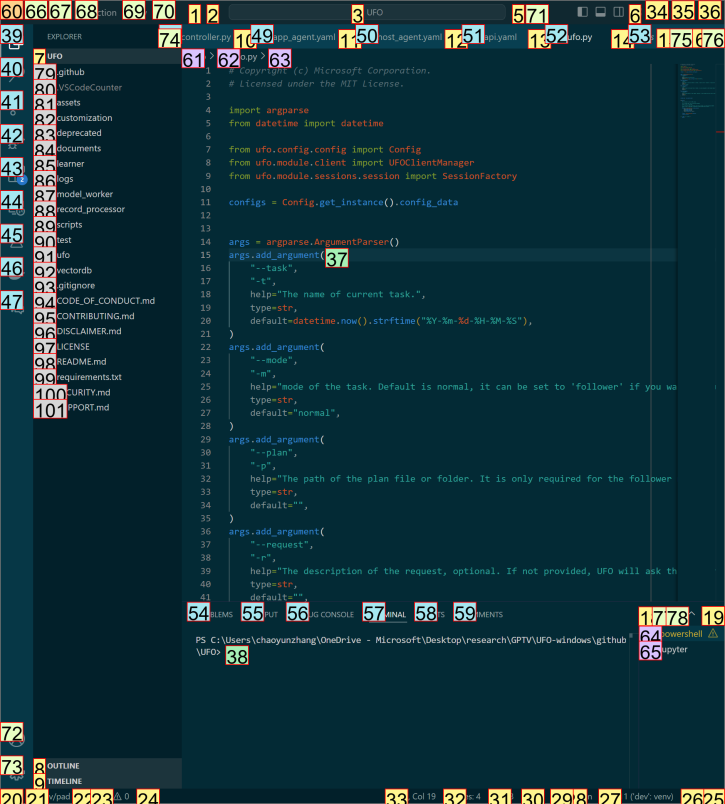 60 66 67 68 ction 69 70 1 2 3 UFO 5 71 6 34 35 36
39 EXPLORER 74 controller.py 10 49 app_agent.yaml 11 50 host_agent.yaml 12 51 api.yaml 13 52 ufo.py 14 53 75 76
7 UFO 61 62 o.py 63
40
79 .github
80 .VSCodeCounter
81 assets
41
82 customization
83 deprecated
42
84 documents
85 learner
43
86 logs
2
87 model_worker
44
88 record_processor
89 scripts
45
90 test
91 ufo
46
92 vectordb
93 .gitignore
47
94 CODE_OF_CONDUCT.md
95 CONTRIBUTING.md
96 DISCLAIMER.md
97 LICENSE
98 README.md
99 requirements.txt
100 CURITY.md
101 PPORT.md
1 # Copyright (c) Microsoft Corporation.
2 # Licensed under the MIT License.
3
4 import argparse
5 from datetime import datetime
6
7 from ufo.config.config import Config
8 from ufo.module.client import UFOClientManager
9 from ufo.module.sessions.session import SessionFactory
10
11 configs = Config.get_instance().config_data
12
13
14 args = argparse.ArgumentParser()
15 args.add_argument( 37
16 "--task",
17 "-t",
18 help="The name of current task.",
19 type=str,
20 default=datetime.now().strftime("%Y-%m-%d-%H-%M-%S"),
21 )
22 args.add_argument(
23 "--mode",
24 "-m",
25 help="mode of the task. Default is normal, it can be set to 'follower' if you wa
26 type=str,
27 default="normal",
28 )
29 args.add_argument(
30 "--plan",
31 "-p",
32 help="The path of the plan file or folder. It is only required for the follower
33 type=str,
34 default="",
35 )
36 args.add_argument(
37 "--request",
38 "-r",
39 help="The description of the request, optional. If not provided, UFO will ask th
40 type=str,
41 default="",
54 BLEMS 55 PUT 56 UG CONSOLE 57 MINAL 58 TS 59 MMENTS 78 19
PS C:\Users\chaoyunzhang\OneDrive - Microsoft\Desktop\research\GPTV\UFO-windows\github
\UFO> 38
64 powershell
65 upyter
72
73
8 OUTLINE
9 TIMELINE
20 21 v/pad 23 0 24 33 Col 19 32 es: 4 31 30 29 27 1 ('dev': venv) 26 25